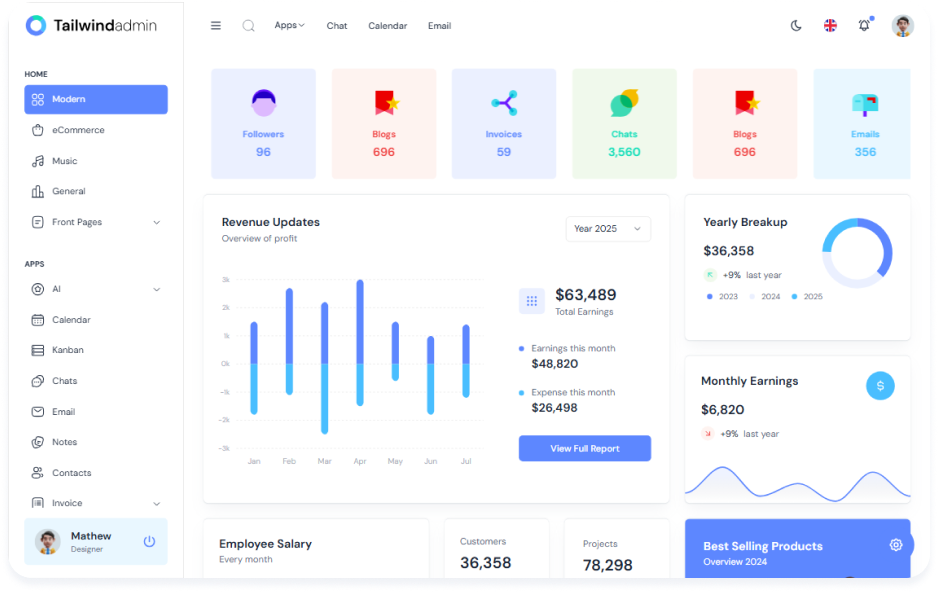 Tailwindadmin
HOME
Modern
eCommerce
Music
General
Front Pages
APPS
AI
Calendar
Kanban
Chats
Email
Notes
Contacts
Invoice
Mathew
Designer
Apps Chat Calendar Email
Followers
96
Blogs
696
Invoices
59
Chats
3,560
Blogs
696
Emails
356
Revenue Updates
Overview of profit
Year 2025
3k
2k
1k
0k
-1k
-2k
-3k
Jan Feb Mar Apr May Jun Jul
$63,489
Total Earnings
Earnings this month
$48,820
Expense this month
$26,498
View Full Report
Yearly Breakup
$36,358
+9% last year
2023 2024 2025
Monthly Earnings
$
$6,820
+9% last year
Employee Salary
Every month
Customers
36,358
Projects
78,298
Best Selling Products
Overview 2024